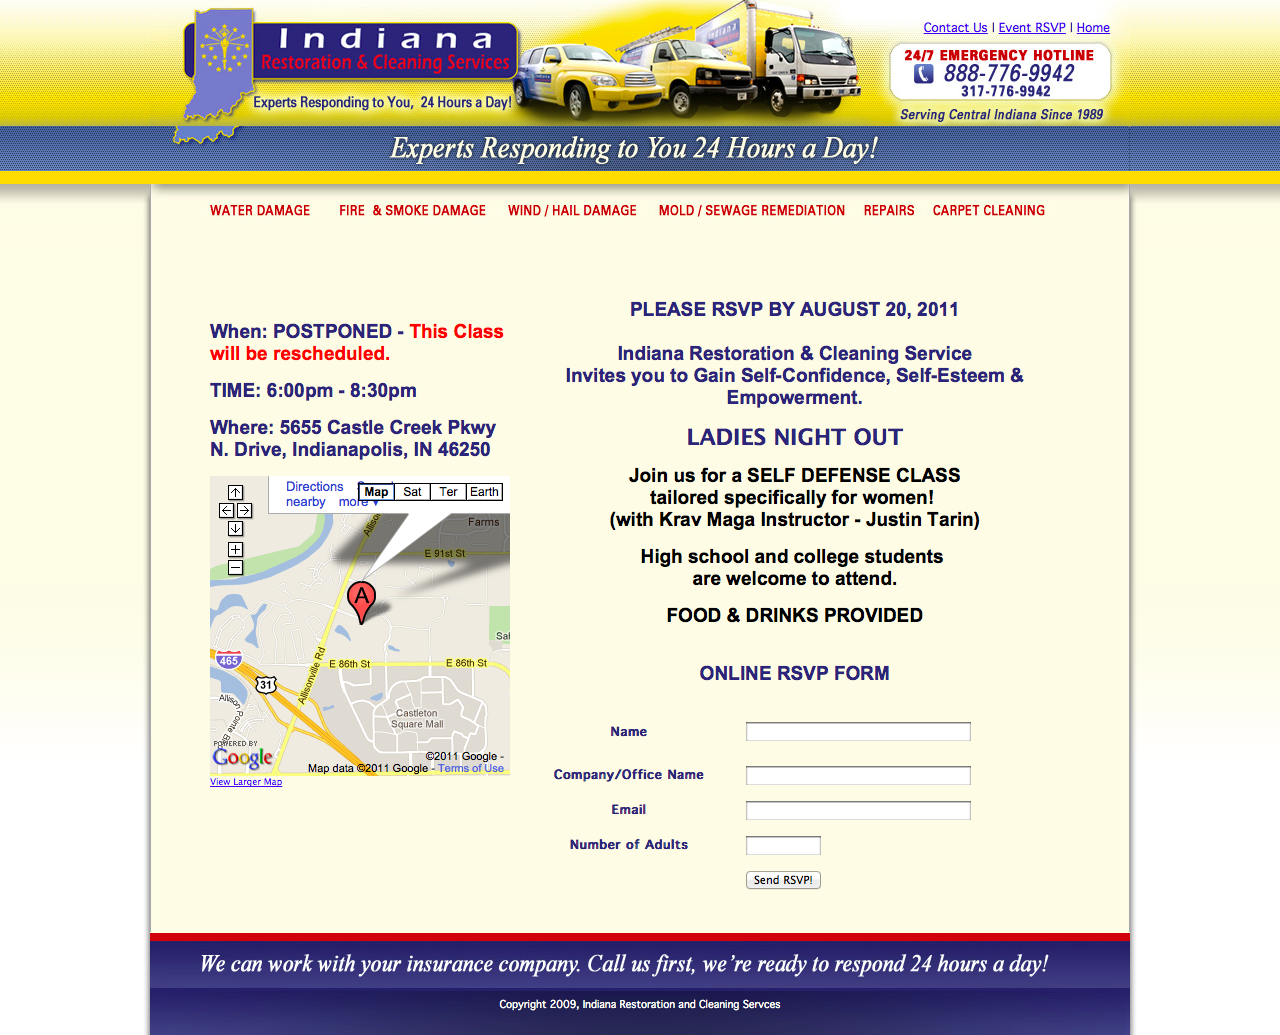 Contact Us | Event RSVP | Home
Indiana
Restoration & Cleaning Services
Experts Responding to You, 24 Hours a Day!
24/7 EMERGENCY HOTLINE
888-776-9942
317-776-9942
Serving Central Indiana Since 1989
Experts Responding to You 24 Hours a Day!
WATER DAMAGE FIRE & SMOKE DAMAGE WIND / HAIL DAMAGE MOLD / SEWAGE REMEDIATION REPAIRS CARPET CLEANING
When: POSTPONED - This Class
will be rescheduled.
TIME: 6:00pm - 8:30pm
Where: 5655 Castle Creek Pkwy
N. Drive, Indianapolis, IN 46250
Directions
nearby more ▾
Map Sat Ter Earth
Farms
E 91st St
A
E 86th St E 86th St
465
31
Allisonville Rd
Allison
Pointe
Castleton
Square Mall
POWERED BY
Google
©2011 Google -
Map data ©2011 Google - Terms of Use
View Larger Map
PLEASE RSVP BY AUGUST 20, 2011
Indiana Restoration & Cleaning Service
Invites you to Gain Self-Confidence, Self-Esteem &
Empowerment.
LADIES NIGHT OUT
Join us for a SELF DEFENSE CLASS
tailored specifically for women!
(with Krav Maga Instructor - Justin Tarin)
High school and college students
are welcome to attend.
FOOD & DRINKS PROVIDED
ONLINE RSVP FORM
Name
Company/Office Name
Email
Number of Adults
Send RSVP!
We can work with your insurance company. Call us first, we're ready to respond 24 hours a day!
Copyright 2009, Indiana Restoration and Cleaning Servces